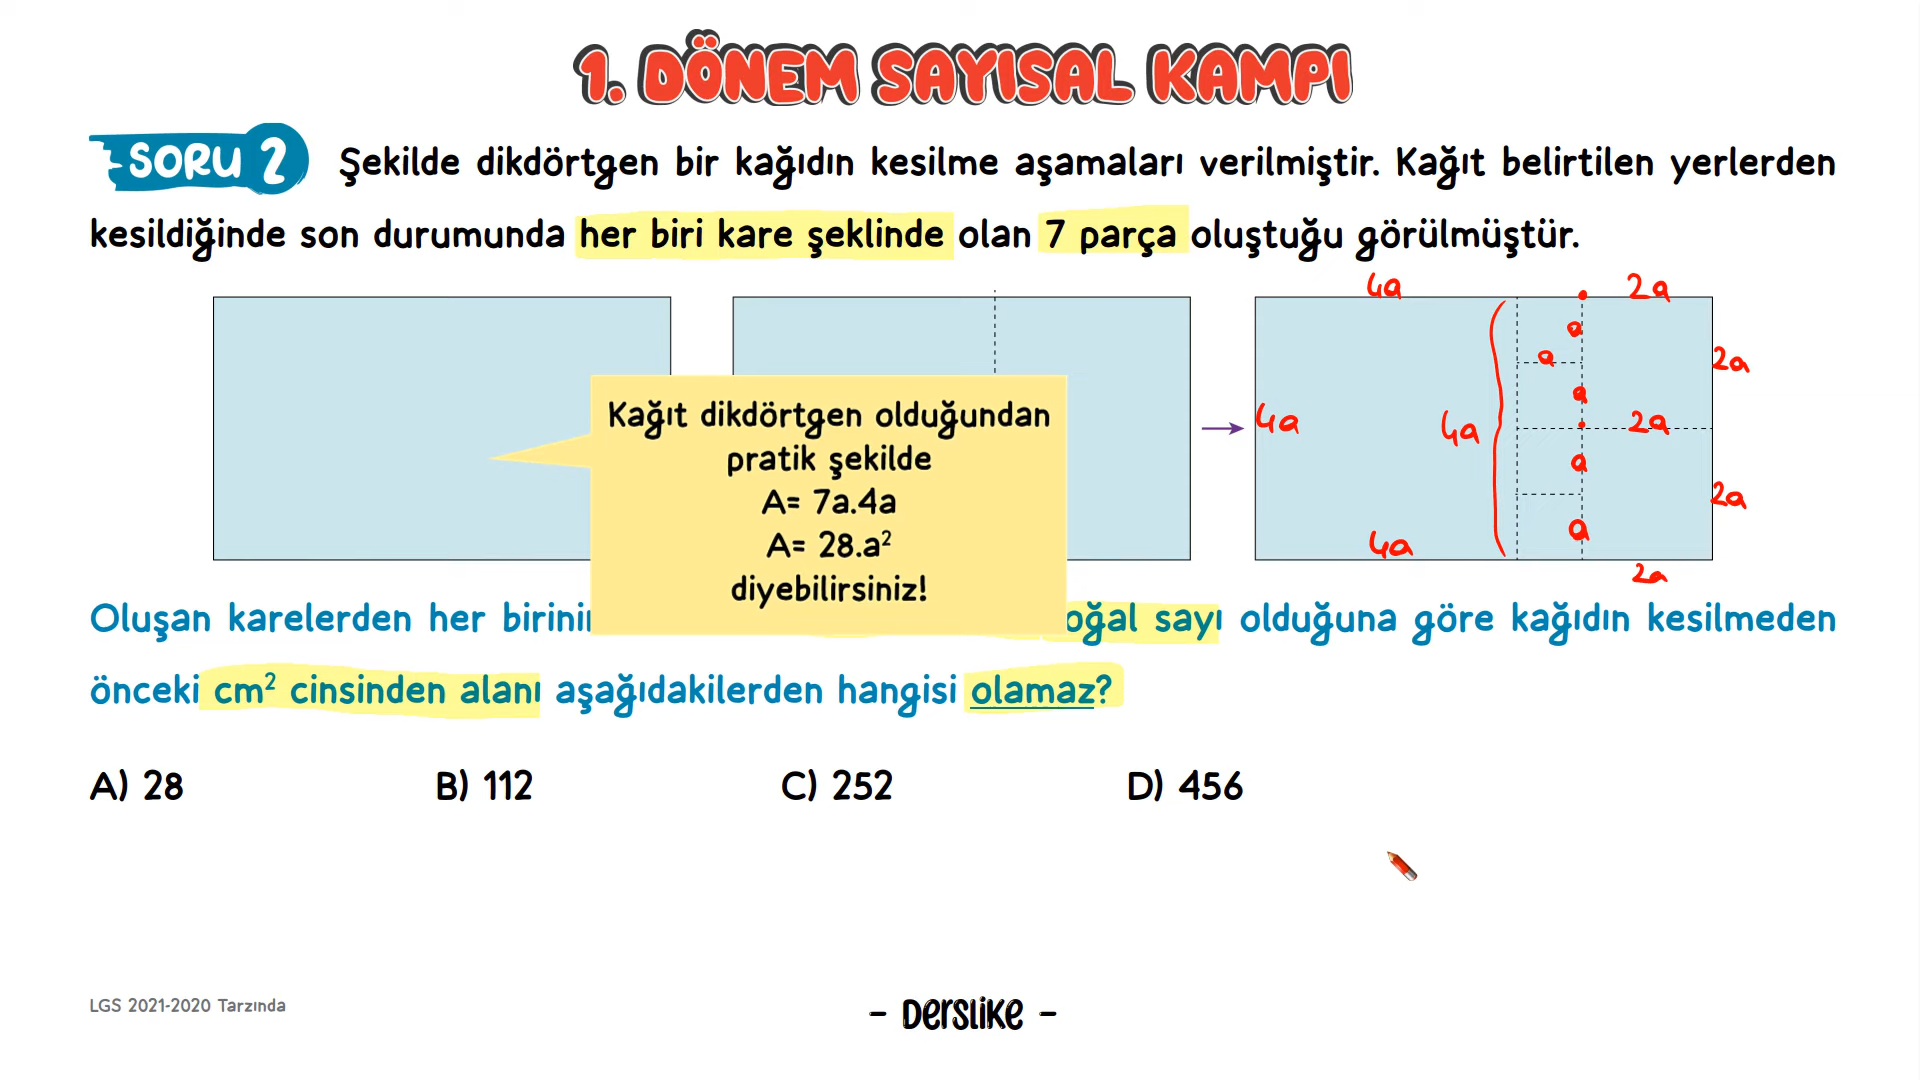 1. DÖNEM SAYISAL KAMPI
SORU 2 Şekilde dikdörtgen bir kağıdın kesilme aşamaları verilmiştir. Kağıt belirtilen yerlerden
kesildiğinde son durumunda her biri kare şeklinde olan 7 parça oluştuğu görülmüştür.
4a 2a
a
a 2a
a
4a 4a 2a
a
2a
a
4a
2a
Kağıt dikdörtgen olduğundan
pratik şekilde
A= 7a.4a
A= 28.a²
diyebilirsiniz!
Oluşan karelerden her birinin oğal sayı olduğuna göre kağıdın kesilmeden
önceki cm² cinsinden alanı aşağıdakilerden hangisi olamaz?
A) 28 B) 112 C) 252 D) 456
LGS 2021-2020 Tarzında
- Derslike -